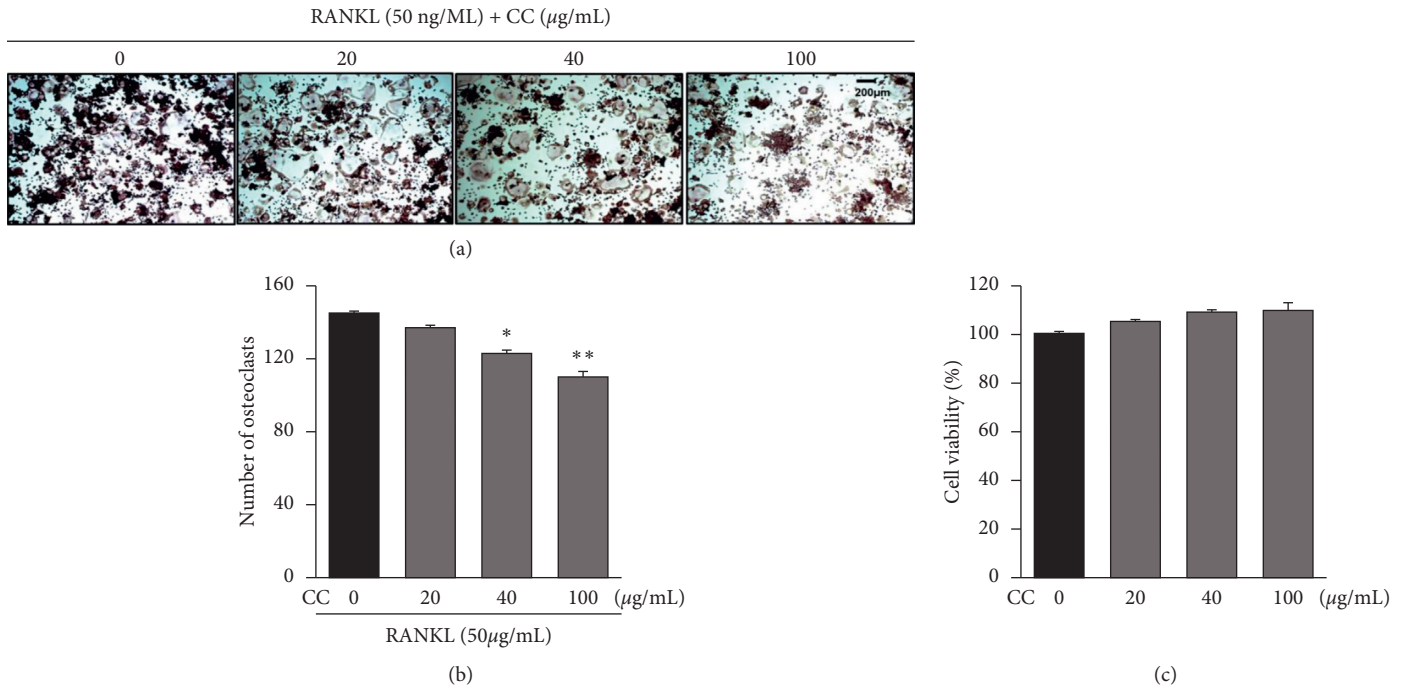 RANKL (50 ng/ML) + CC (μg/mL)
0 20 40 100
200μm
(a)
160
120
80
40
0
Number of osteoclasts
*
**
CC 0 20 40 100 (μg/mL)
RANKL (50μg/mL)
(b)
120
100
80
60
40
20
0
Cell viability (%)
CC 0 20 40 100 (μg/mL)
(c)